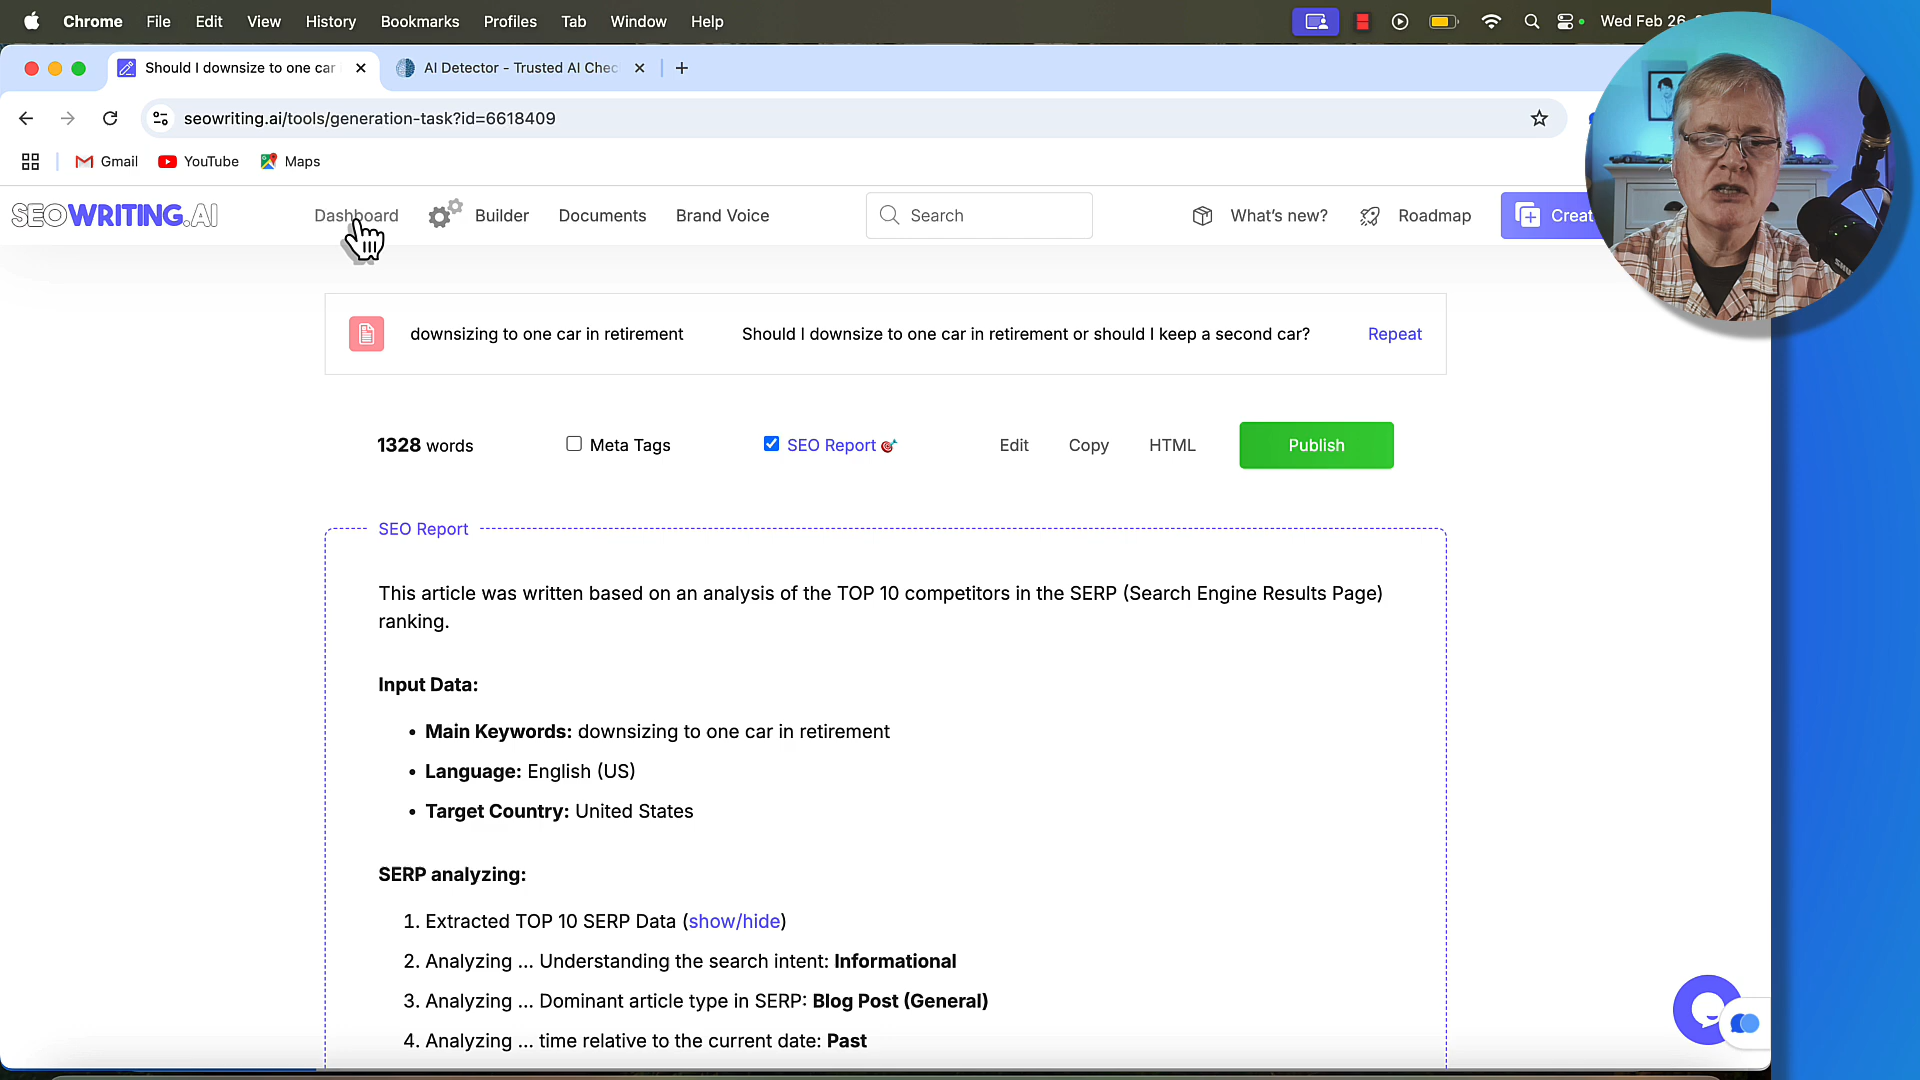 Chrome File Edit View History Bookmarks Profiles Tab Window Help Wed Feb 26
Should I downsize to one car AI Detector - Trusted AI Chec
seowriting.ai/tools/generation-task?id=6618409
Gmail YouTube Maps
SEOWRITING.AI Dashboard Builder Documents Brand Voice Search What's new? Roadmap Creat
downsizing to one car in retirement Should I downsize to one car in retirement or should I keep a second car? Repeat
1328 words Meta Tags SEO Report Edit Copy HTML Publish
SEO Report
This article was written based on an analysis of the TOP 10 competitors in the SERP (Search Engine Results Page)
ranking.
Input Data:
• Main Keywords: downsizing to one car in retirement
• Language: English (US)
• Target Country: United States
SERP analyzing:
1. Extracted TOP 10 SERP Data (show/hide)
2. Analyzing ... Understanding the search intent: Informational
3. Analyzing ... Dominant article type in SERP: Blog Post (General)
4. Analyzing ... time relative to the current date: Past